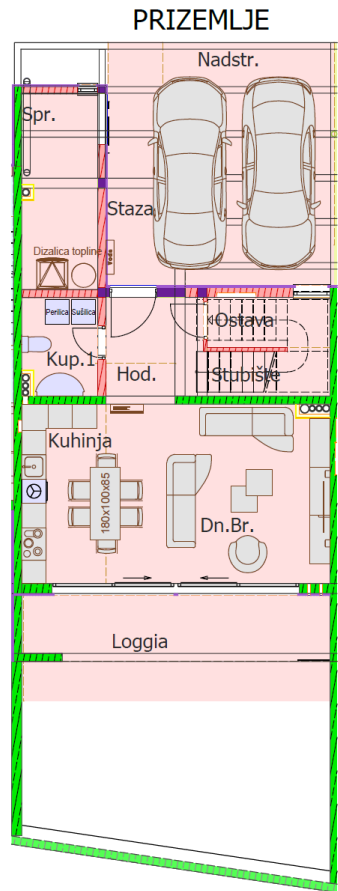 PRIZEMLJE
Nadstr.
Spr.
Staza
Dizalica topline
Perilica
Sušilica
Ostava
Kup.1
Hod.
Stubište
Kuhinja
180x100x85
Dn.Br.
Loggia